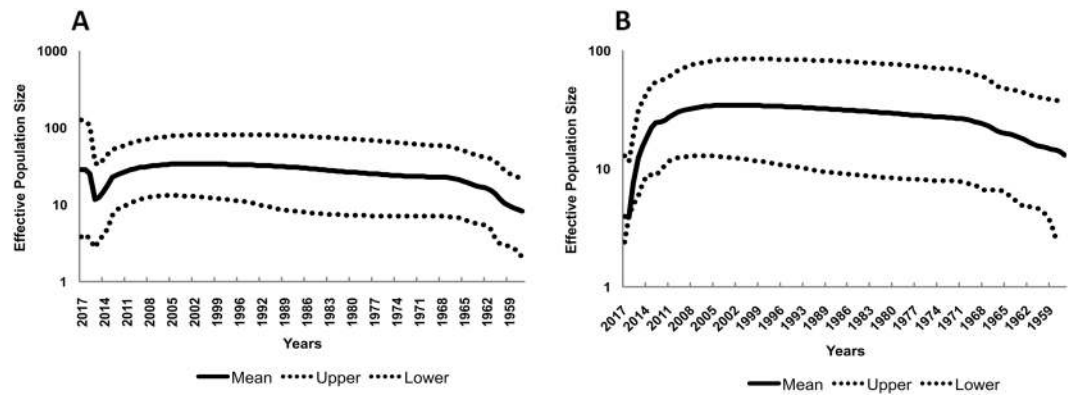 A
Effective Population Size
1000
100
10
1
2017 2014 2011 2008 2005 2002 1999 1996 1992 1989 1986 1983 1980 1977 1974 1971 1968 1965 1962 1959
Years
Mean Upper Lower
B
Effective Population Size
100
10
1
2017 2014 2011 2008 2005 2002 1999 1996 1993 1989 1986 1983 1980 1977 1974 1971 1968 1965 1962 1959
Years
Mean Upper Lower